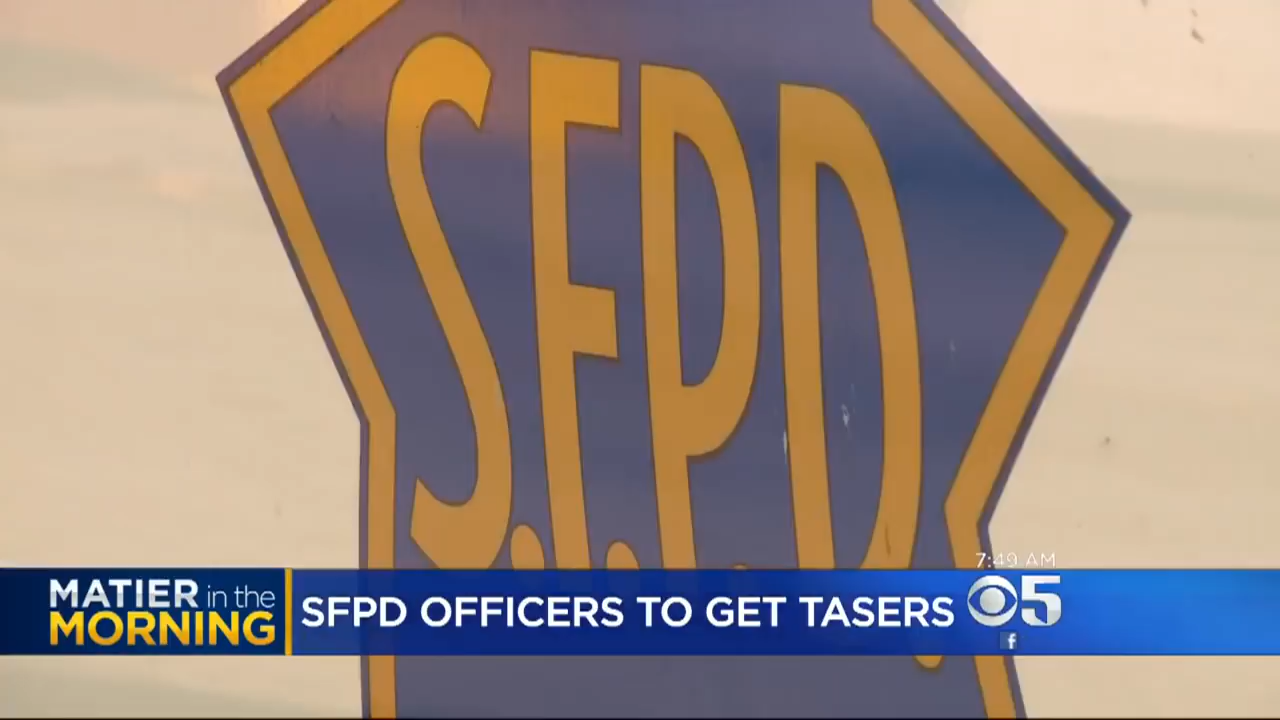 S.F.P.D.
7:49 AM
MATIER in the
MORNING
SFPD OFFICERS TO GET TASERS
5
f